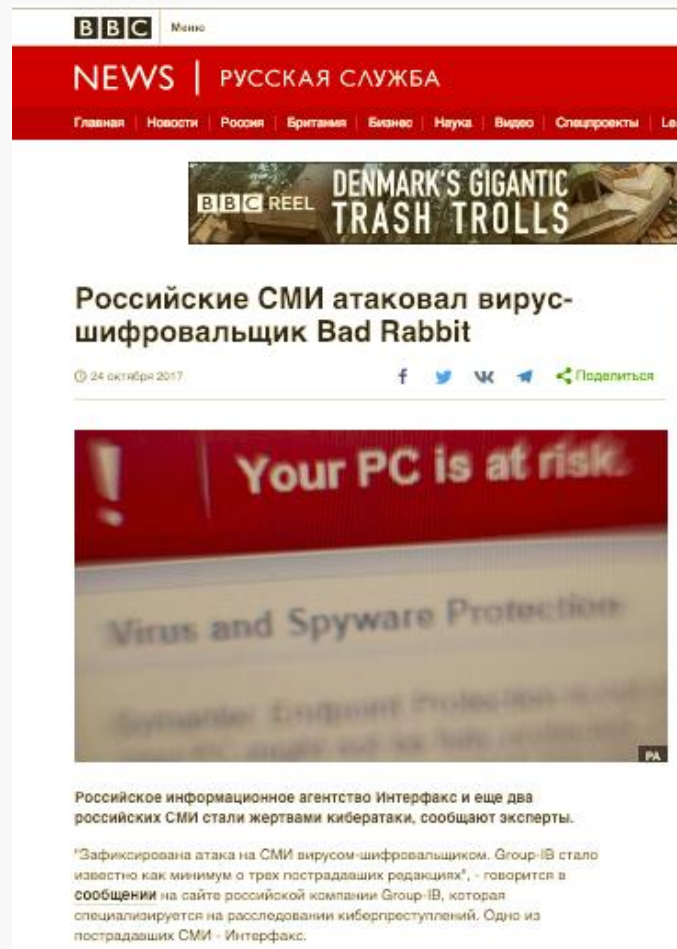 BBC Меню
NEWS | РУССКАЯ СЛУЖБА
Главная Новости Россия Британия Бизнес Наука Видео Спецпроекты Le
BBC REEL DENMARK'S GIGANTIC
TRASH TROLLS
Российские СМИ атаковал вирус-
шифровальщик Bad Rabbit
24 октября 2017
Поделиться
! Your PC is at risk.
Virus and Spyware Protection
Symantec Endpoint Protection
PA
Российское информационное агентство Интерфакс и еще два
российских СМИ стали жертвами кибератаки, сообщают эксперты.
"Зафиксирована атака на СМИ вирусом-шифровальщиком. Group-IB стало
известно как минимум о трех пострадавших редакциях", - говорится в
сообщении на сайте российской компании Group-IB, которая
специализируется на расследовании киберпреступлений. Одно из
пострадавших СМИ - Интерфакс.